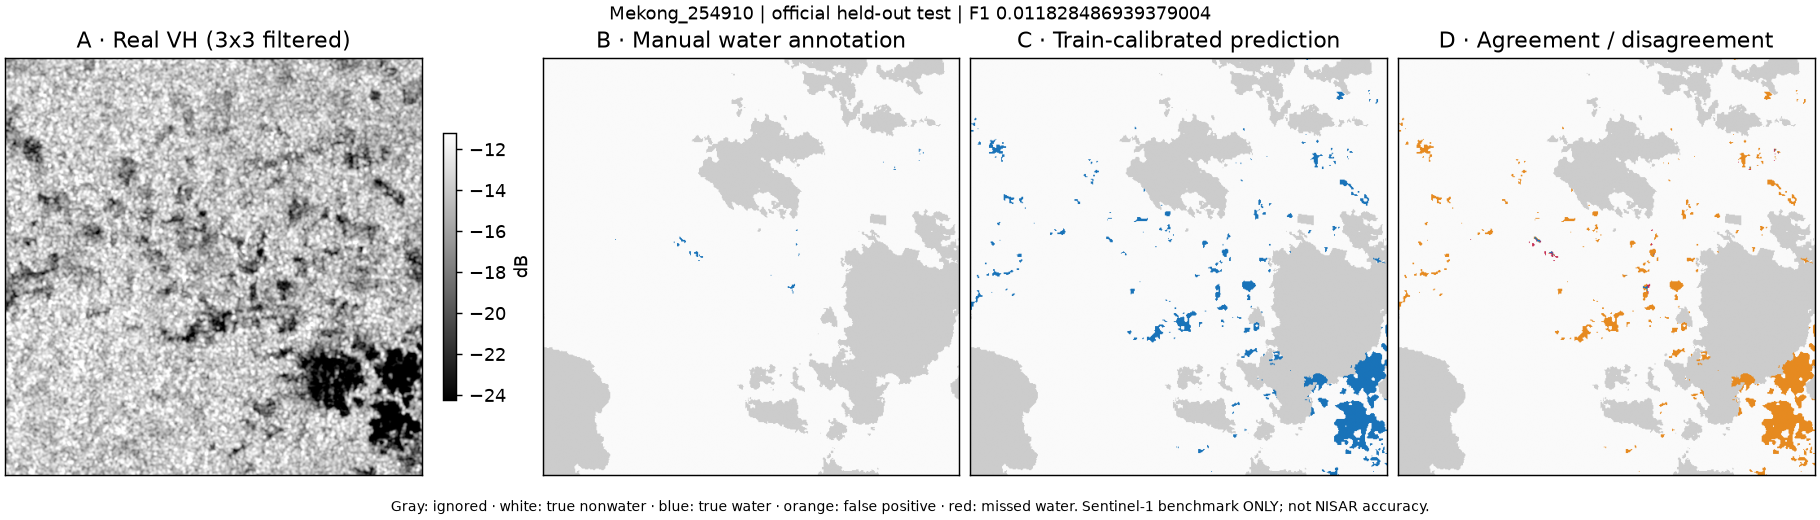 Mekong_254910 | official held-out test | F1 0.011828486939379004
A · Real VH (3x3 filtered)
B · Manual water annotation
C · Train-calibrated prediction
D · Agreement / disagreement
−12
−14
−16
−18
−20
−22
−24
dB
Gray: ignored · white: true nonwater · blue: true water · orange: false positive · red: missed water. Sentinel-1 benchmark ONLY; not NISAR accuracy.